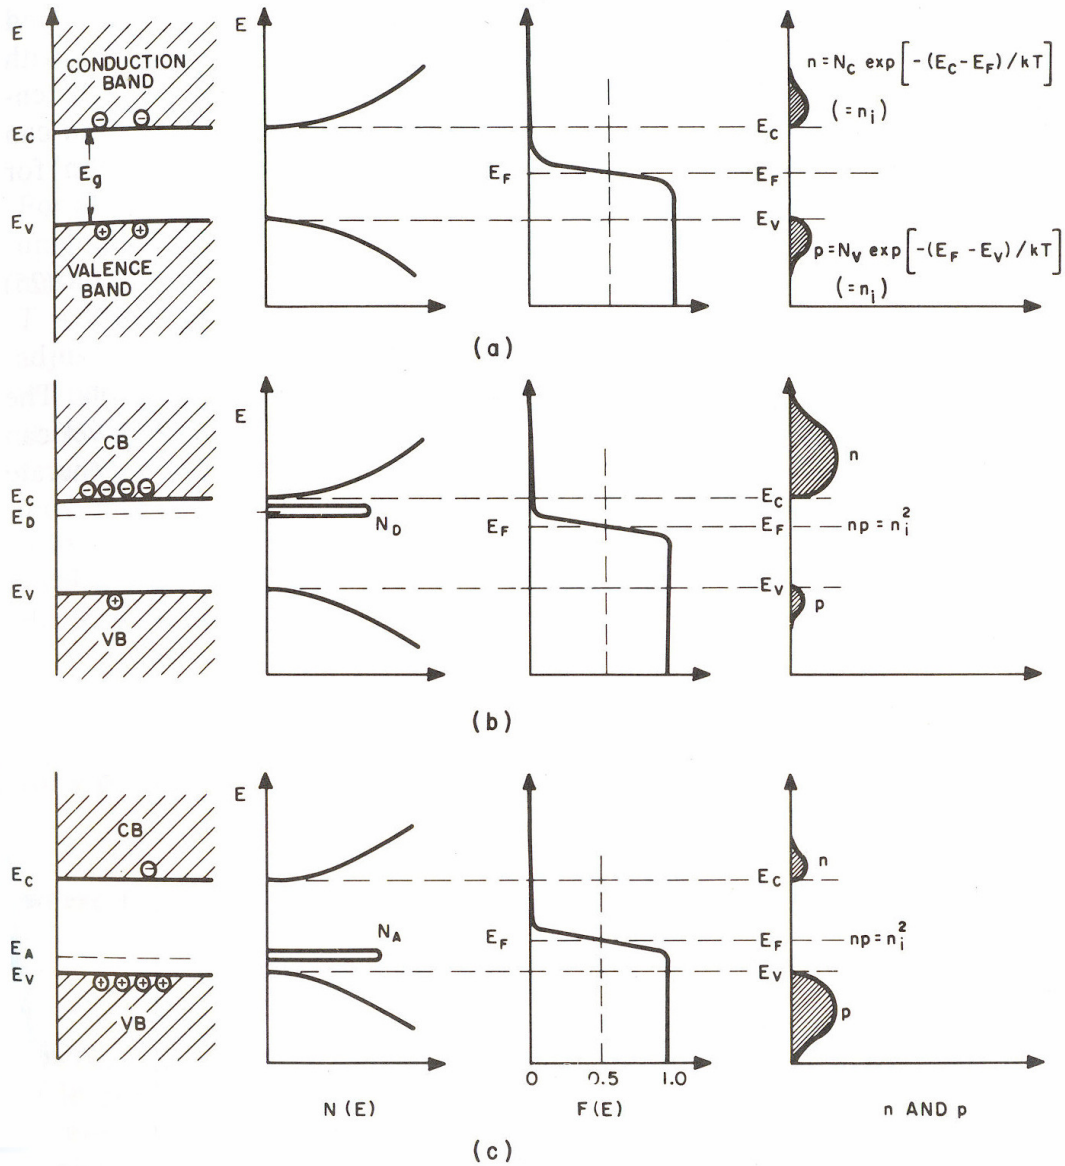 E
CONDUCTION
BAND
E_C
E_g
E_V
VALENCE
BAND
E
E_F
E_C
E_F
E_V
n = N_C exp[-(E_C - E_F)/kT]
(= n_i)
p = N_V exp[-(E_F - E_V)/kT]
(= n_i)
(a)
CB
E_C
E_D
E_V
VB
E
N_D
E_F
E_C
E_F
E_V
n
np = n_i^2
p
(b)
CB
E_C
E_A
E_V
VB
E
N_A
E_F
E_C
E_F
E_V
n
np = n_i^2
p
0 0.5 1.0
N(E)
F(E)
n AND p
(c)